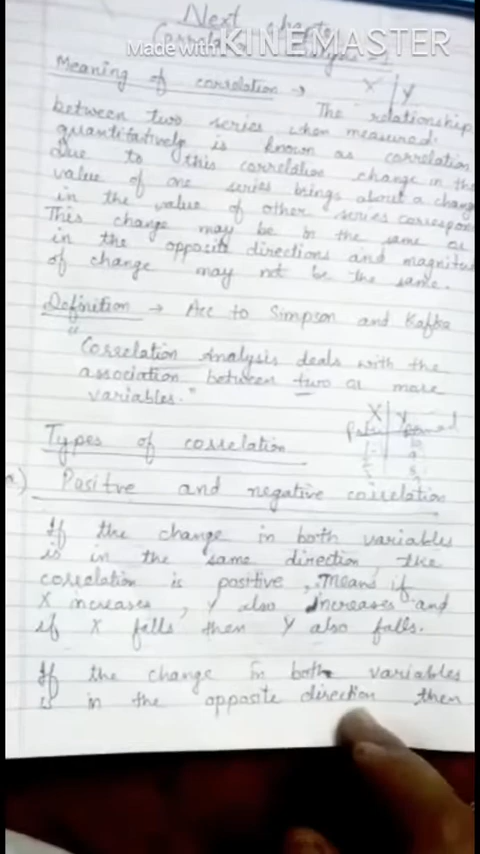 Next chapter
Correlation
Made with KINEMASTER
X Y
Meaning of correlation →
The relationship
between two series when measured
quantitatively is known as correlation
Due to this correlation change in the
value of one series brings about a change
in the value of other series correspon
This change may be in the same or
in the opposite directions and magnitud
of change may not be the same.
Definition → Acc to Simpson and Kafka
"Correlation Analysis deals with the
association between two or more
variables."
X Y
Types of correlation
a) Positve and negative correlation
If the change in both variables
is in the same direction, the
correlation is positive, Means if
X increases, Y also increases and
if X falls then Y also falls.
If the change in both variables
is in the opposite direction then